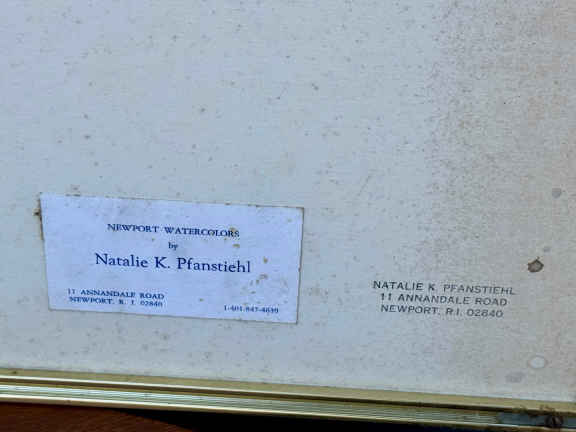 NEWPORT WATERCOLORS
by
Natalie K. Pfanstiehl
11 ANNANDALE ROAD
NEWPORT, R. I. 02840
1-401-847-4639
NATALIE K. PFANSTIEHL
11 ANNANDALE ROAD
NEWPORT, R.I. 02840